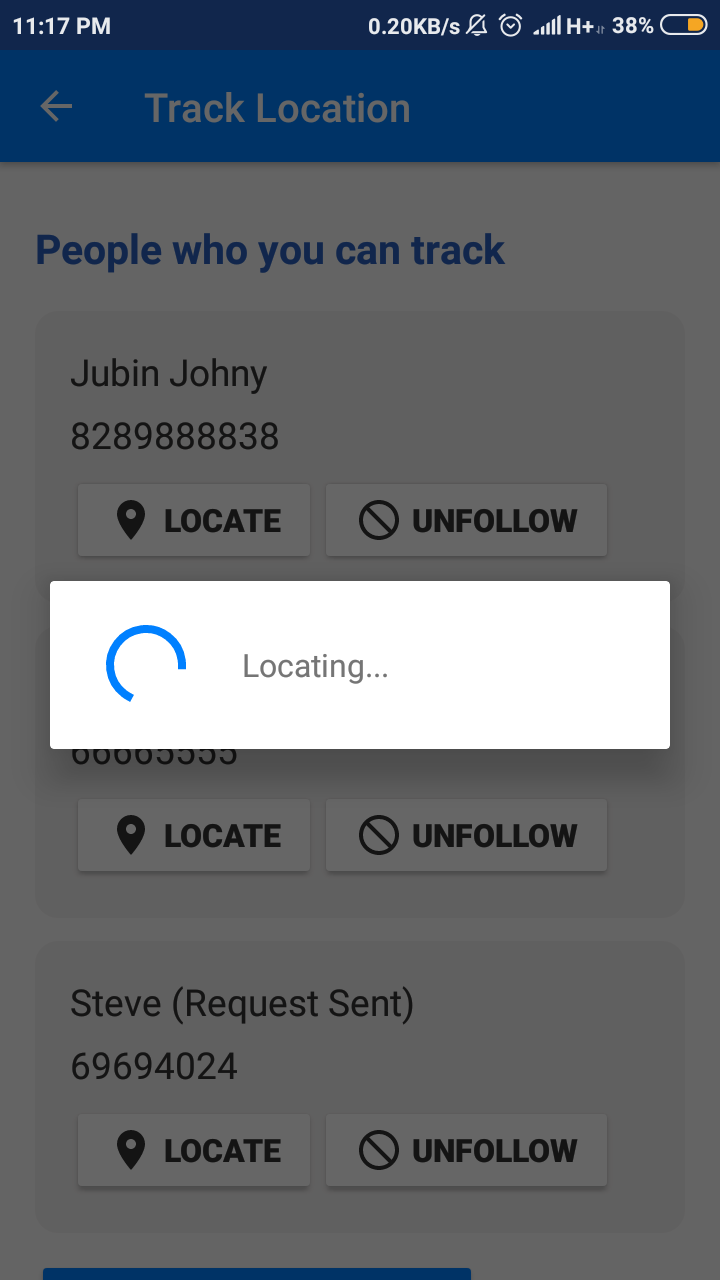 11:17 PM 0.20KB/s H+ 38%
Track Location
People who you can track
Jubin Johny
8289888838
LOCATE UNFOLLOW
Locating...
66665555
LOCATE UNFOLLOW
Steve (Request Sent)
69694024
LOCATE UNFOLLOW